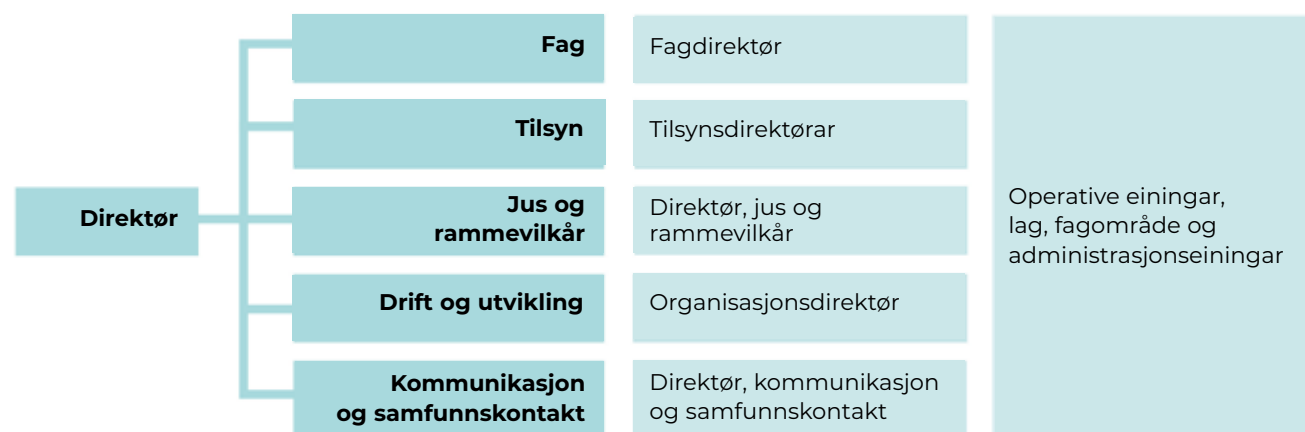 Fag
Fagdirektør
Tilsyn
Tilsynsdirektørar
Direktør
Jus og
rammevilkår
Direktør, jus og
rammevilkår
Drift og utvikling
Organisasjonsdirektør
Kommunikasjon
og samfunnskontakt
Direktør, kommunikasjon
og samfunnskontakt
Operative einingar,
lag, fagområde og
administrasjonseiningar